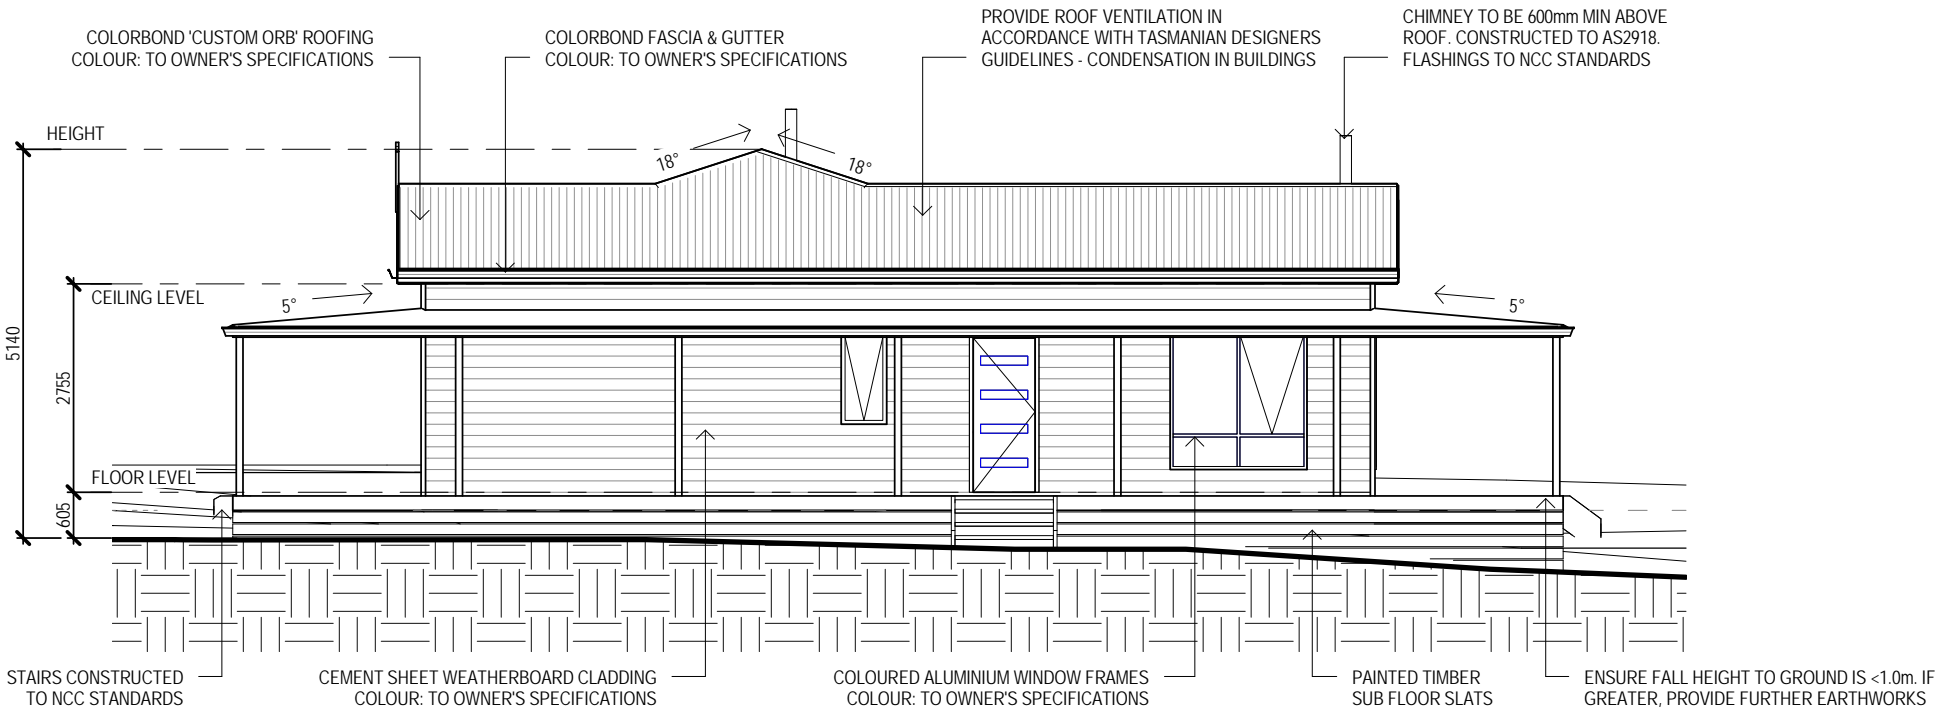 COLORBOND 'CUSTOM ORB' ROOFING
COLOUR: TO OWNER'S SPECIFICATIONS
COLORBOND FASCIA & GUTTER
COLOUR: TO OWNER'S SPECIFICATIONS
PROVIDE ROOF VENTILATION IN
ACCORDANCE WITH TASMANIAN DESIGNERS
GUIDELINES - CONDENSATION IN BUILDINGS
CHIMNEY TO BE 600mm MIN ABOVE
ROOF. CONSTRUCTED TO AS2918.
FLASHINGS TO NCC STANDARDS
HEIGHT
18°
18°
CEILING LEVEL
5°
5°
5140
2755
FLOOR LEVEL
605
STAIRS CONSTRUCTED
TO NCC STANDARDS
CEMENT SHEET WEATHERBOARD CLADDING
COLOUR: TO OWNER'S SPECIFICATIONS
COLOURED ALUMINIUM WINDOW FRAMES
COLOUR: TO OWNER'S SPECIFICATIONS
PAINTED TIMBER
SUB FLOOR SLATS
ENSURE FALL HEIGHT TO GROUND IS <1.0m. IF
GREATER, PROVIDE FURTHER EARTHWORKS